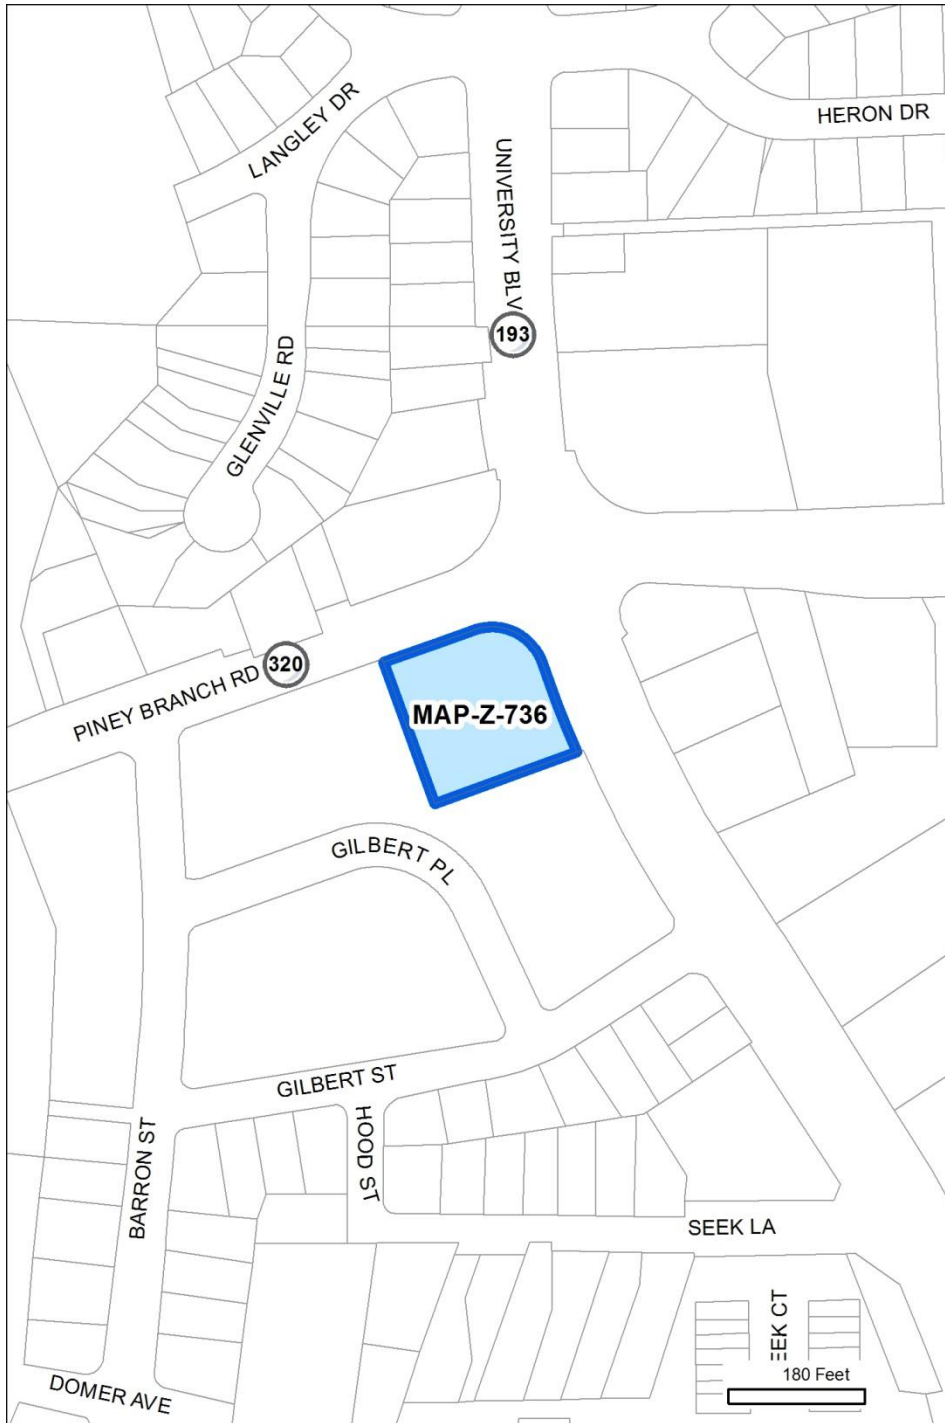 LANGLEY DR
HERON DR
UNIVERSITY BLV
193
GLENVILLE RD
320
PINEY BRANCH RD
MAP-Z-736
GILBERT PL
GILBERT ST
HOOD ST
BARRON ST
SEEK LA
EEK CT
180 Feet
DOMER AVE